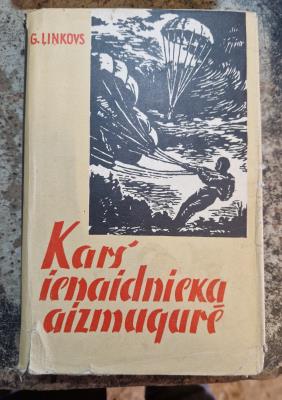 G. LINKOVS
Karš
ienaidnieka
aizmugurē